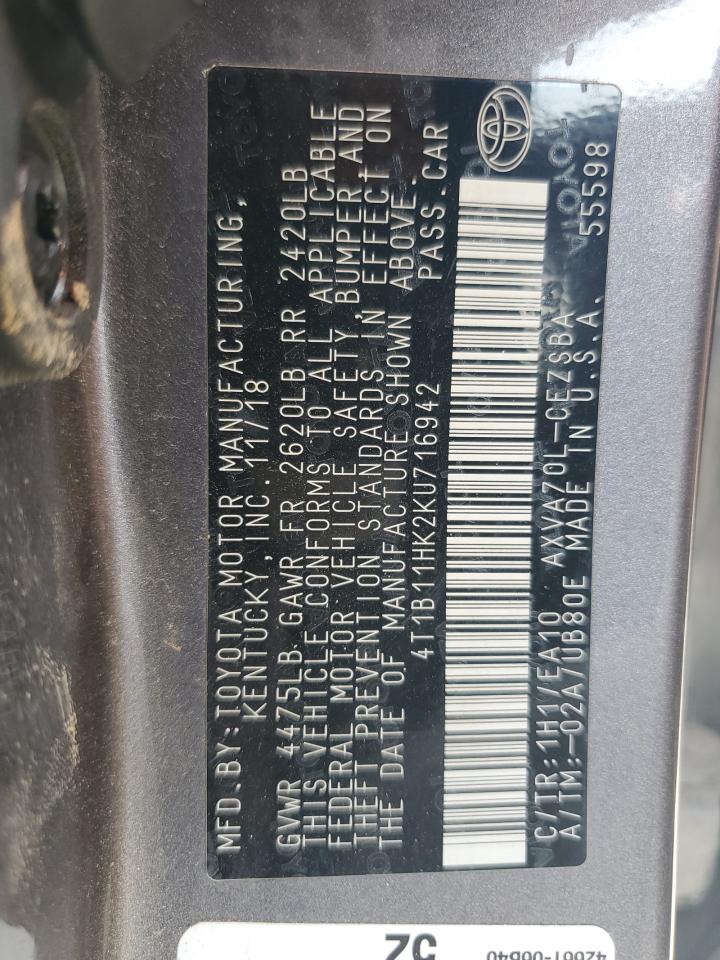 MFD.BY:TOYOTA MOTOR MANUFACTURING,
KENTUCKY,INC. 11/18
GVWR 4475LB GAWR FR 2620LB RR 2420LB
THIS VEHICLE CONFORMS TO ALL APPLICABLE
FEDERAL MOTOR VEHICLE SAFETY, BUMPER, AND
THEFT PREVENTION STANDARDS IN EFFECT ON
THE DATE OF MANUFACTURE SHOWN ABOVE.
4T1B11HK2KU716942 PASS.CAR
C/TR:1H1/EA10 AXVA70L-CEZSBA
A/TM:-02A/UB80E MADE IN U.S.A. 55598
42661-06B40